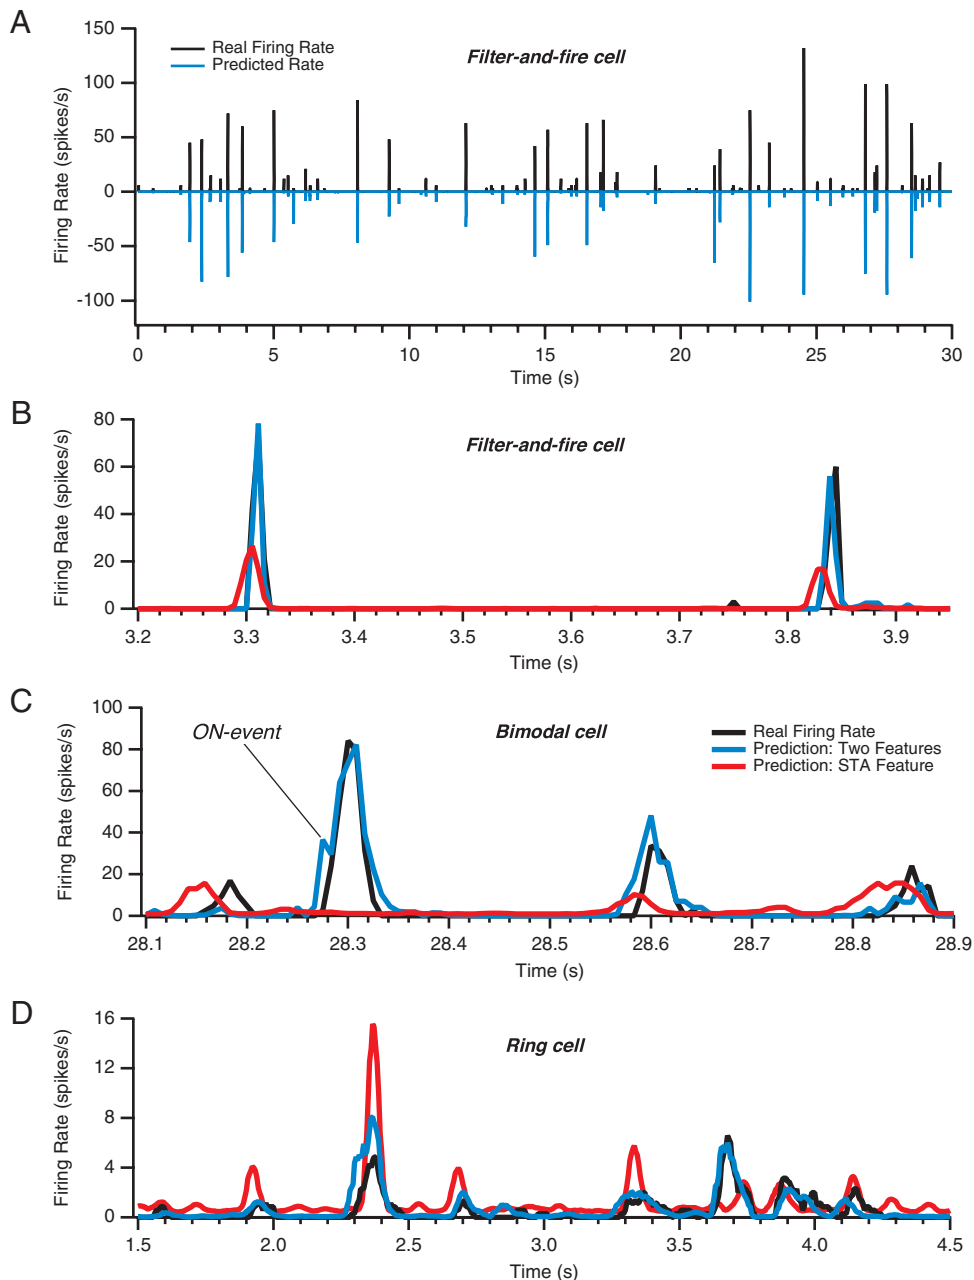 A
Firing Rate (spikes/s)
150
100
50
0
-50
-100
Real Firing Rate
Predicted Rate
Filter-and-fire cell
0 5 10 15 20 25 30
Time (s)
B
Firing Rate (spikes/s)
80
60
40
20
0
Filter-and-fire cell
3.2 3.3 3.4 3.5 3.6 3.7 3.8 3.9
Time (s)
C
Firing Rate (spikes/s)
100
80
60
40
20
0
ON-event
Bimodal cell
Real Firing Rate
Prediction: Two Features
Prediction: STA Feature
28.1 28.2 28.3 28.4 28.5 28.6 28.7 28.8 28.9
Time (s)
D
Firing Rate (spikes/s)
16
12
8
4
0
Ring cell
1.5 2.0 2.5 3.0 3.5 4.0 4.5
Time (s)